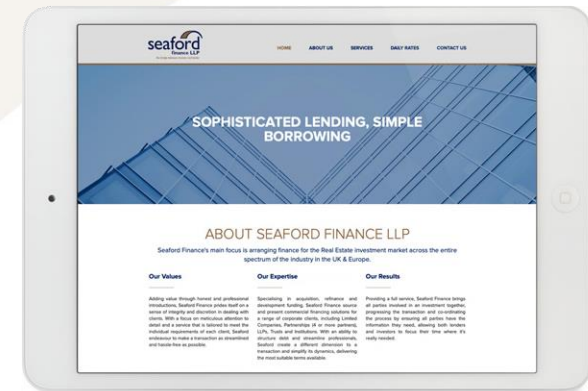 seaford
finance LLP
HOME ABOUT US SERVICES DAILY RATES CONTACT US
SOPHISTICATED LENDING, SIMPLE
BORROWING
ABOUT SEAFORD FINANCE LLP
Seaford Finance's main focus is arranging finance for the Real Estate investment market across the entire
spectrum of the industry in the UK & Europe.
Our Values
Adding value through honest and professional
introductions, Seaford Finance prides itself on a
sense of integrity and discretion in dealing with
clients. With a focus on meticulous attention to
detail and a service that is tailored to meet the
individual requirements of each client, Seaford
endeavour to make a transaction as streamlined
and hassle-free as possible.
Our Expertise
Specialising in acquisition, refinance and
development funding, Seaford Finance source
and present commercial financing solutions for
a range of corporate clients, including Limited
Companies, Partnerships (4 or more partners),
LLPs, Trusts and Institutions. With an ability to
structure debt and streamline professionals,
Seaford create a different dimension to a
transaction and simplify its dynamics, delivering
the most suitable terms available.
Our Results
Providing a full service, Seaford Finance brings
all parties involved in an investment together,
progressing the transaction and co-ordinating
the process by ensuring all parties have the
information they need, allowing both lenders
and investors to focus their time where it's
really needed.